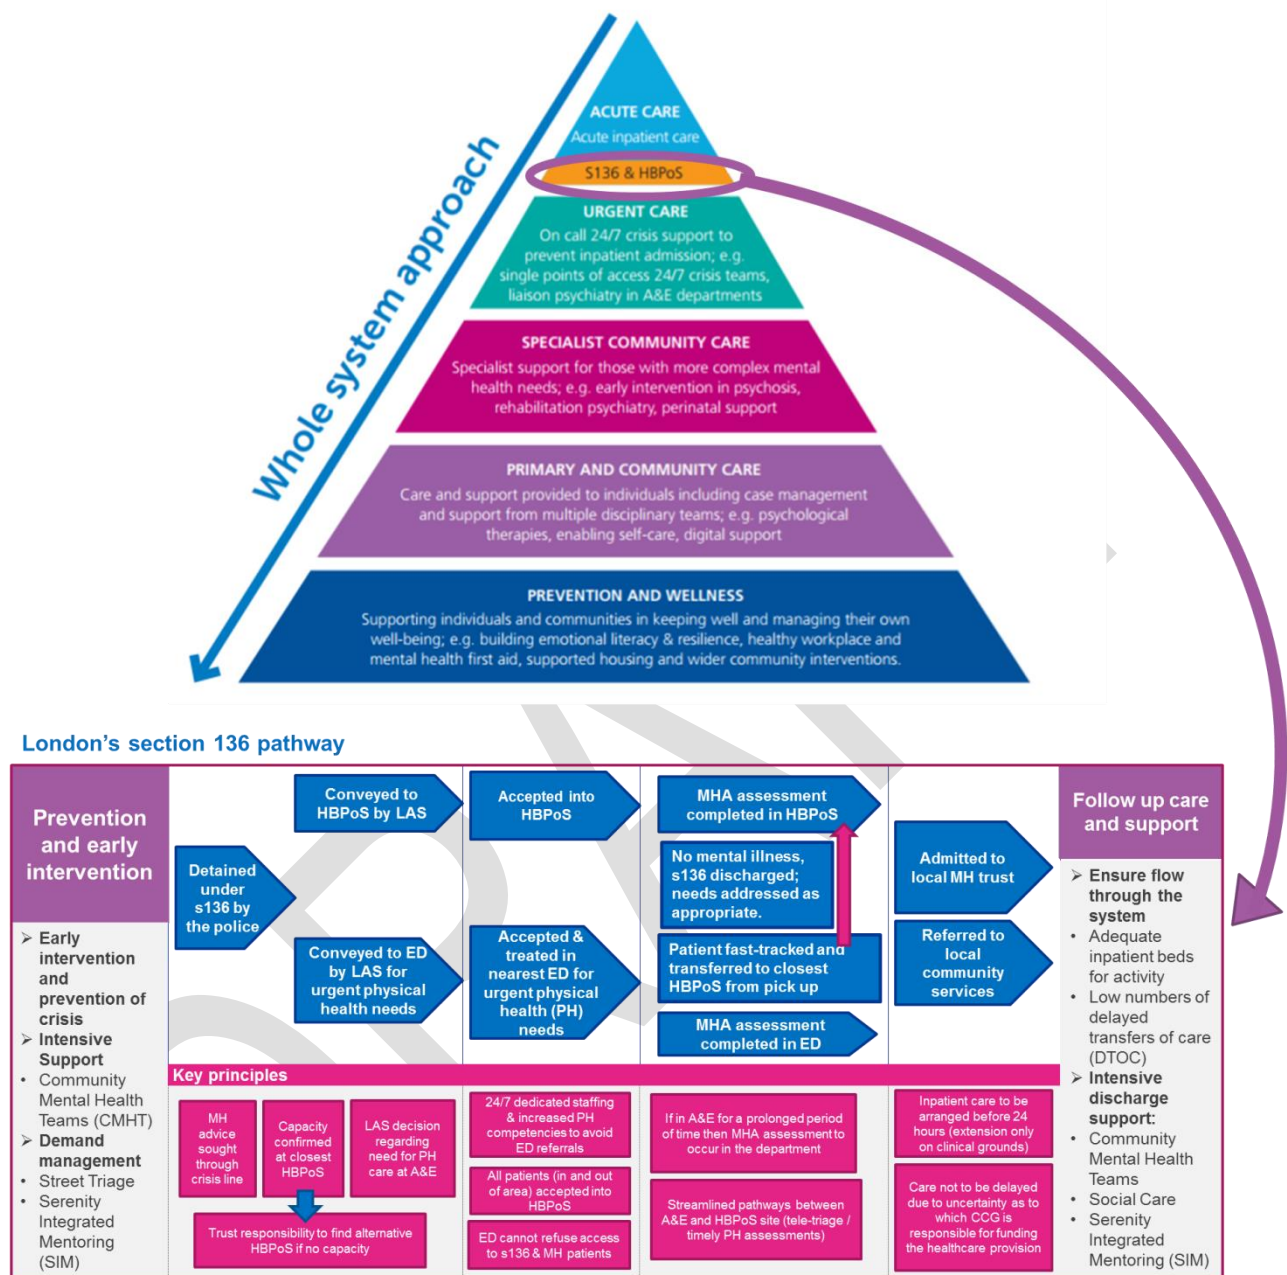 Whole system approach
ACUTE CARE
Acute inpatient care
S136 & HBPoS
URGENT CARE
On call 24/7 crisis support to
prevent inpatient admission; e.g.
single points of access 24/7 crisis teams,
liaison psychiatry in A&E departments
SPECIALIST COMMUNITY CARE
Specialist support for those with more complex mental
health needs; e.g. early intervention in psychosis,
rehabilitation psychiatry, perinatal support
PRIMARY AND COMMUNITY CARE
Care and support provided to individuals including case management
and support from multiple disciplinary teams; e.g. psychological
therapies, enabling self-care, digital support
PREVENTION AND WELLNESS
Supporting individuals and communities in keeping well and managing their own
well-being; e.g. building emotional literacy & resilience, healthy workplace and
mental health first aid, supported housing and wider community interventions.
DRAFT
London's section 136 pathway
Prevention
and early
intervention
➢ Early
intervention
and
prevention of
crisis
➢ Intensive
Support
• Community
Mental Health
Teams (CMHT)
➢ Demand
management
• Street Triage
• Serenity
Integrated
Mentoring
(SIM)
Detained
under
s136 by
the police
Conveyed to
HBPoS by LAS
Conveyed to ED
by LAS for
urgent physical
health needs
Accepted into
HBPoS
Accepted &
treated in
nearest ED for
urgent physical
health (PH)
needs
MHA assessment
completed in HBPoS
No mental illness,
s136 discharged;
needs addressed as
appropriate.
Patient fast-tracked and
transferred to closest
HBPoS from pick up
MHA assessment
completed in ED
Admitted to
local MH trust
Referred to
local
community
services
Key principles
MH
advice
sought
through
crisis line
Capacity
confirmed
at closest
HBPoS
LAS decision
regarding
need for PH
care at A&E
Trust responsibility to find alternative
HBPoS if no capacity
24/7 dedicated staffing
& increased PH
competencies to avoid
ED referrals
All patients (in and out
of area) accepted into
HBPoS
ED cannot refuse access
to s136 & MH patients
If in A&E for a prolonged period
of time then MHA assessment to
occur in the department
Streamlined pathways between
A&E and HBPoS site (tele-triage /
timely PH assessments)
Inpatient care to be
arranged before 24
hours (extension only
on clinical grounds)
Care not to be delayed
due to uncertainty as to
which CCG is
responsible for funding
the healthcare provision
Follow up care
and support
➢ Ensure flow
through the
system
• Adequate
inpatient beds
for activity
• Low numbers of
delayed
transfers of care
(DTOC)
➢ Intensive
discharge
support:
• Community
Mental Health
Teams
• Social Care
• Serenity
Integrated
Mentoring (SIM)